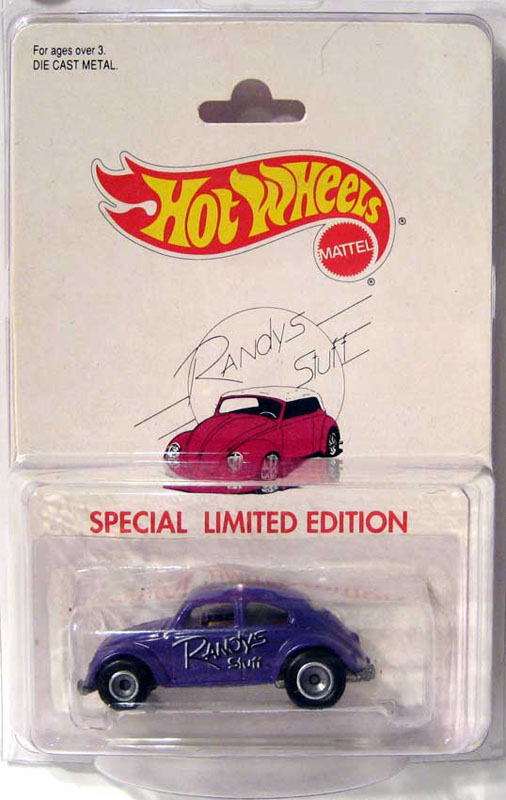 For ages over 3.
DIE CAST METAL.
HOT WHEELS®
MATTEL
®
RANDYS
Stuff
SPECIAL LIMITED EDITION
RANDYS
Stuff